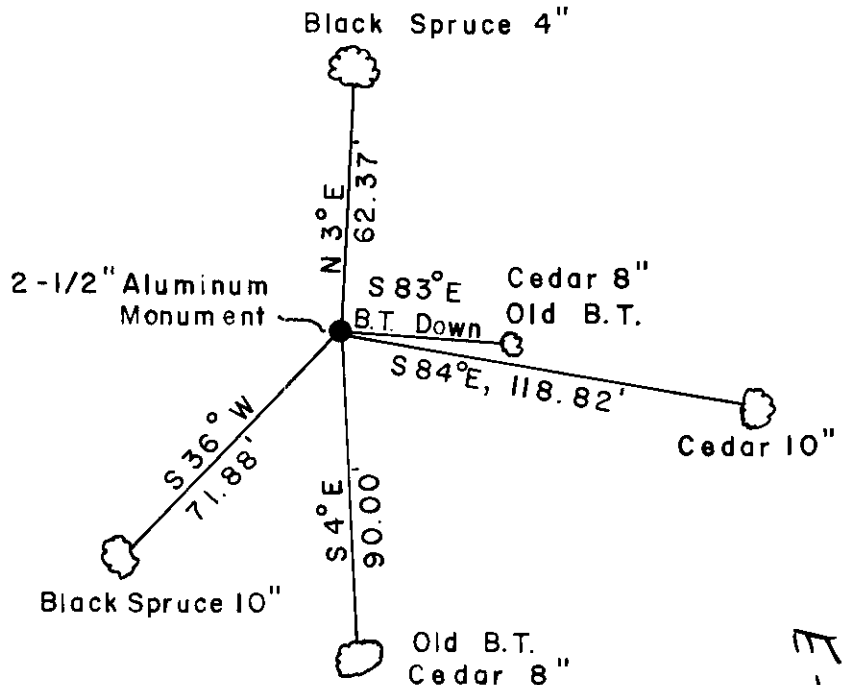 Black Spruce 4"
N 3° E
62.37'
2-1/2" Aluminum
Monument
S 83° E
B.T. Down
Cedar 8"
Old B.T.
S 84° E, 118.82'
Cedar 10"
S 36° W
71.88'
Black Spruce 10"
S 4° E
90.00'
Old B.T.
Cedar 8"